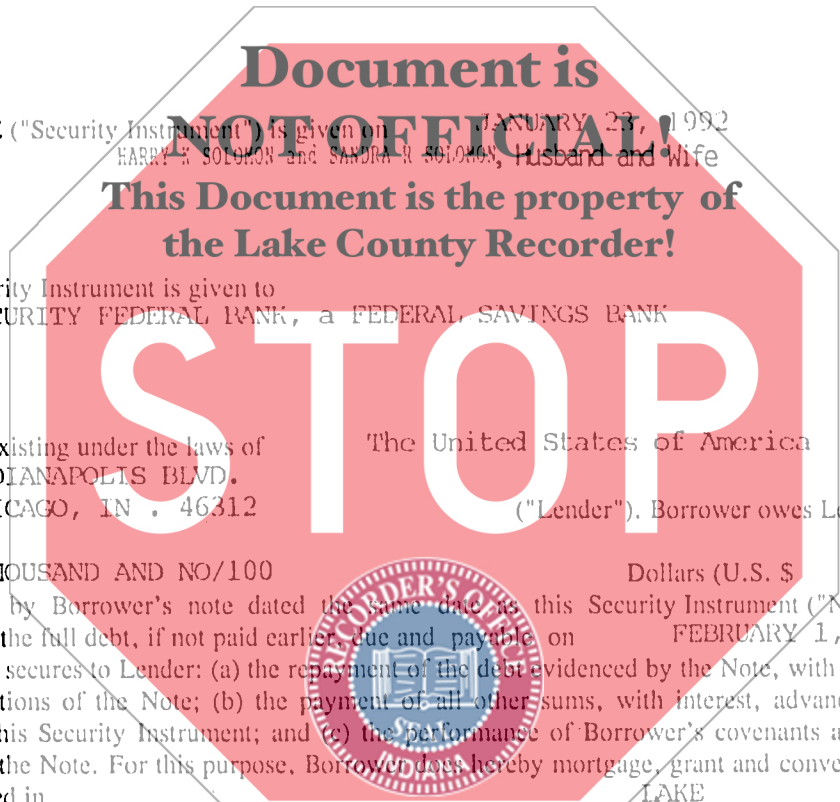 Document is
NOT OFFICIAL!
("Security Instrument") is given on JANUARY 23, 1992
HARRY K SOLOMON and SANDRA R SOLOMON, Husband and Wife
This Document is the property of
the Lake County Recorder!
rity Instrument is given to
CURITY FEDERAL BANK, a FEDERAL SAVINGS BANK
STOP
xisting under the laws of The United States of America
DIANAPOLIS BLVD.
ICAGO, IN . 46312 ("Lender"). Borrower owes Le
HOUSAND AND NO/100 Dollars (U.S. $
by Borrower's note dated the same date as this Security Instrument ("N
the full debt, if not paid earlier, due and payable on FEBRUARY 1,
secures to Lender: (a) the repayment of the debt evidenced by the Note, with
tions of the Note; (b) the payment of all other sums, with interest, advan
his Security Instrument; and (c) the performance of Borrower's covenants a
the Note. For this purpose, Borrower does hereby mortgage, grant and conve
ed in LAKE
RECORDER'S OFFICE
SEAL
INDIANA